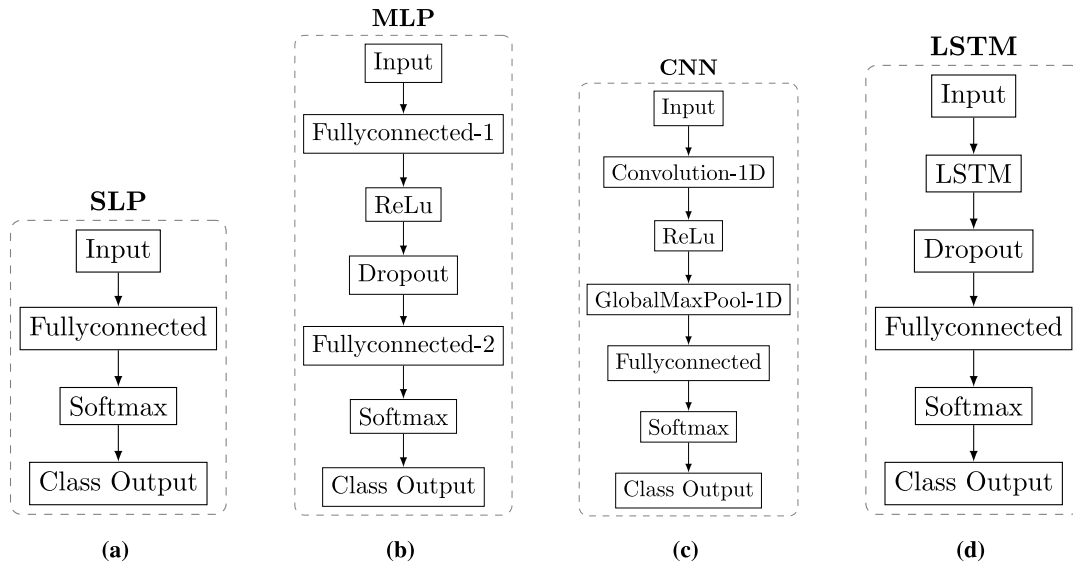 SLP
Input
Fullyconnected
Softmax
Class Output
(a)
MLP
Input
Fullyconnected-1
ReLu
Dropout
Fullyconnected-2
Softmax
Class Output
(b)
CNN
Input
Convolution-1D
ReLu
GlobalMaxPool-1D
Fullyconnected
Softmax
Class Output
(c)
LSTM
Input
LSTM
Dropout
Fullyconnected
Softmax
Class Output
(d)